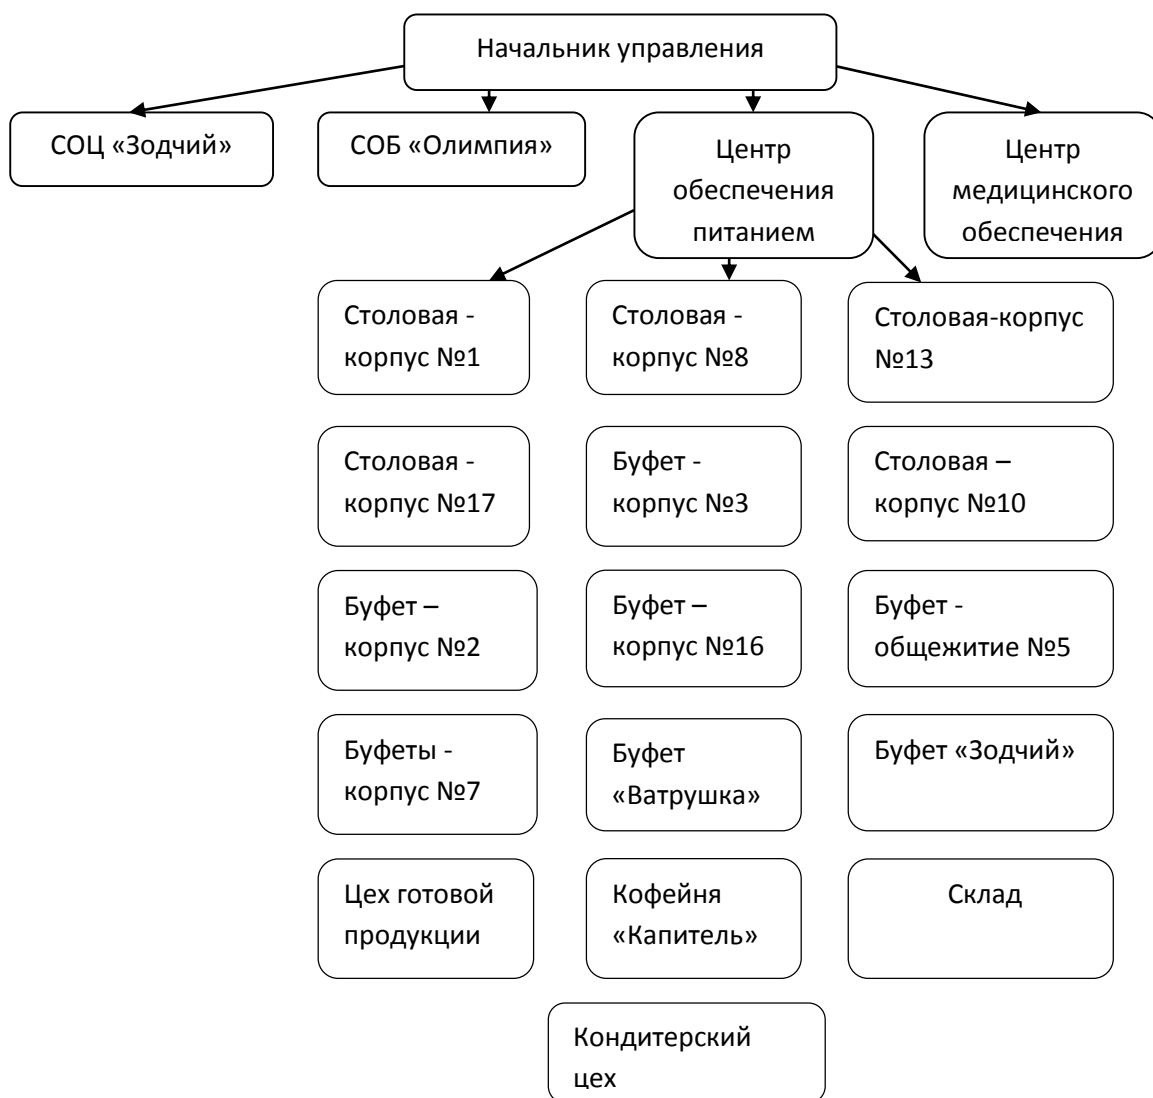 Начальник управления
СОЦ «Зодчий»
СОБ «Олимпия»
Центр
обеспечения
питанием
Центр
медицинского
обеспечения
Столовая -
корпус №1
Столовая -
корпус №8
Столовая-корпус
№13
Столовая -
корпус №17
Буфет -
корпус №3
Столовая –
корпус №10
Буфет –
корпус №2
Буфет –
корпус №16
Буфет -
общежитие №5
Буфеты -
корпус №7
Буфет
«Ватрушка»
Буфет «Зодчий»
Цех готовой
продукции
Кофейня
«Капитель»
Склад
Кондитерский
цех